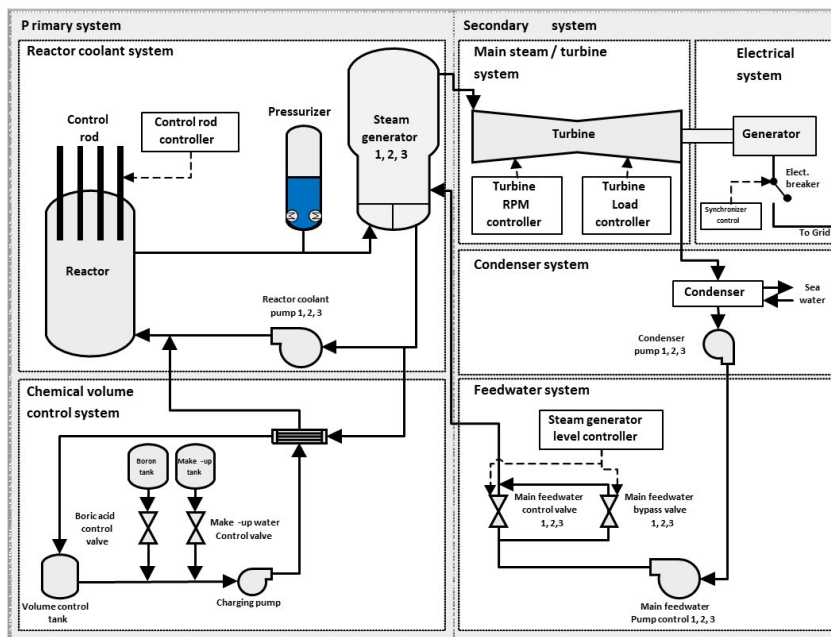 P rimary system
Secondary system
Reactor coolant system
Main steam / turbine
system
Electrical
system
Control
rod
Control rod
controller
Pressurizer
Steam
generator
1, 2, 3
Turbine
Generator
Turbine
RPM
controller
Turbine
Load
controller
Elect.
breaker
Synchronizer
control
To Grid
Reactor
Reactor coolant
pump 1, 2, 3
Condenser system
Condenser
Sea
water
Condenser
pump 1, 2, 3
Chemical volume
control system
Boron
tank
Make -up
tank
Boric acid
control
valve
Make -up water
Control valve
Volume control
tank
Charging pump
Feedwater system
Steam generator
level controller
Main feedwater
control valve
1, 2,3
Main feedwater
bypass valve
1, 2,3
Main feedwater
Pump control 1, 2, 3